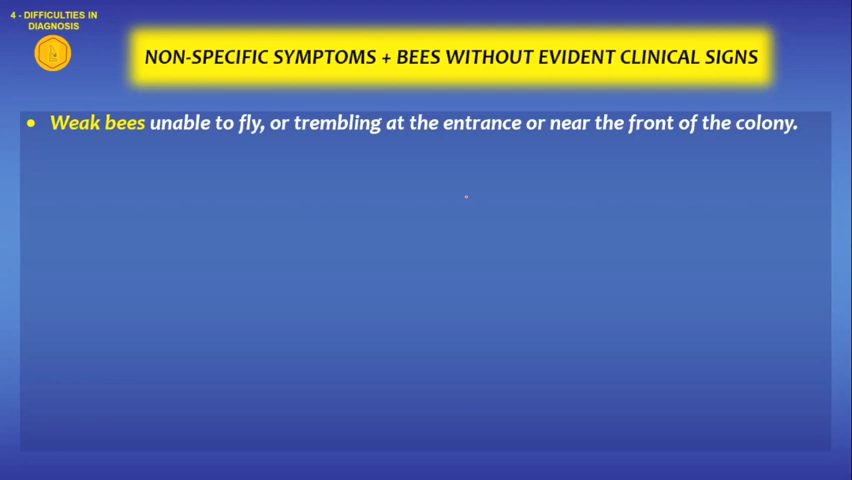 4 - DIFFICULTIES IN
DIAGNOSIS
NON-SPECIFIC SYMPTOMS + BEES WITHOUT EVIDENT CLINICAL SIGNS
• Weak bees unable to fly, or trembling at the entrance or near the front of the colony.